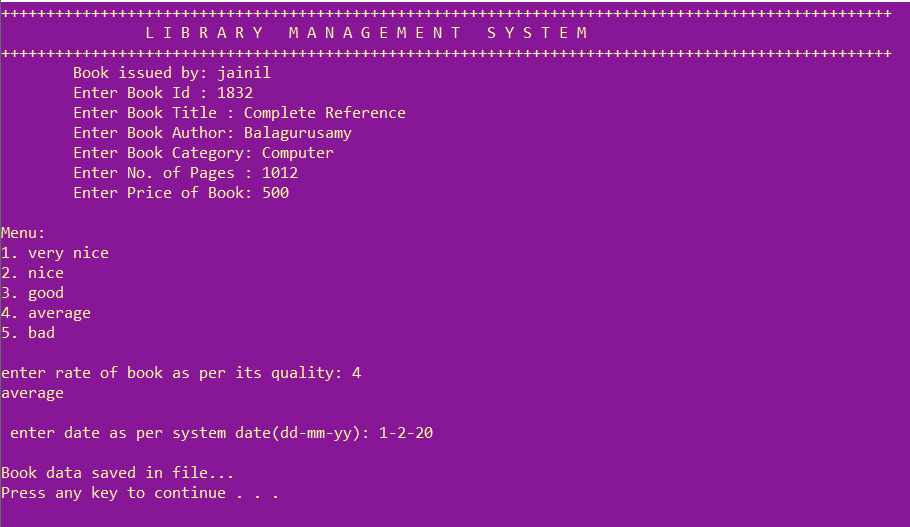 +++++++++++++++++++++++++++++++++++++++++++++++++++++++++++++++++++++++++++++++++++++++++++++++++++
L I B R A R Y   M A N A G E M E N T   S Y S T E M
+++++++++++++++++++++++++++++++++++++++++++++++++++++++++++++++++++++++++++++++++++++++++++++++++++
Book issued by: jainil
Enter Book Id : 1832
Enter Book Title : Complete Reference
Enter Book Author: Balagurusamy
Enter Book Category: Computer
Enter No. of Pages : 1012
Enter Price of Book: 500
Menu:
1. very nice
2. nice
3. good
4. average
5. bad
enter rate of book as per its quality: 4
average
enter date as per system date(dd-mm-yy): 1-2-20
Book data saved in file...
Press any key to continue . . .